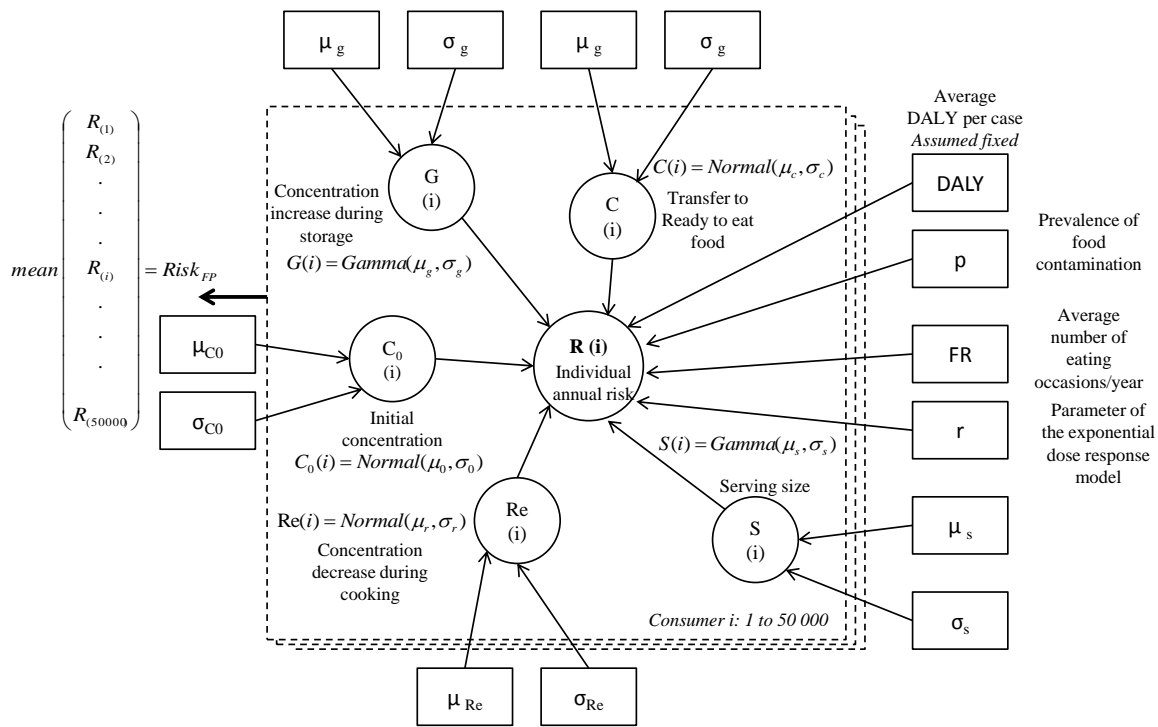 μ g
σ g
μ g
σ g
Average
DALY per case
Assumed fixed
DALY
Prevalence of
food
contamination
p
Average
number of
eating
occasions/year
FR
Parameter of
the exponential
dose response
model
r
mean
R(1)
R(2)
.
.
.
R(i)
.
.
.
R(50000)
= Risk FP
G
(i)
Concentration
increase during
storage
G(i) = Gamma(μg, σg)
C(i) = Normal(μc, σc)
C
(i)
Transfer to
Ready to eat
food
μC0
σC0
C0
(i)
Initial
concentration
C0(i) = Normal(μ0, σ0)
R (i)
Individual
annual risk
S(i) = Gamma(μs, σs)
Serving size
S
(i)
Re(i) = Normal(μr, σr)
Re
(i)
Concentration
decrease during
cooking
Consumer i: 1 to 50 000
μ s
σs
μ Re
σRe